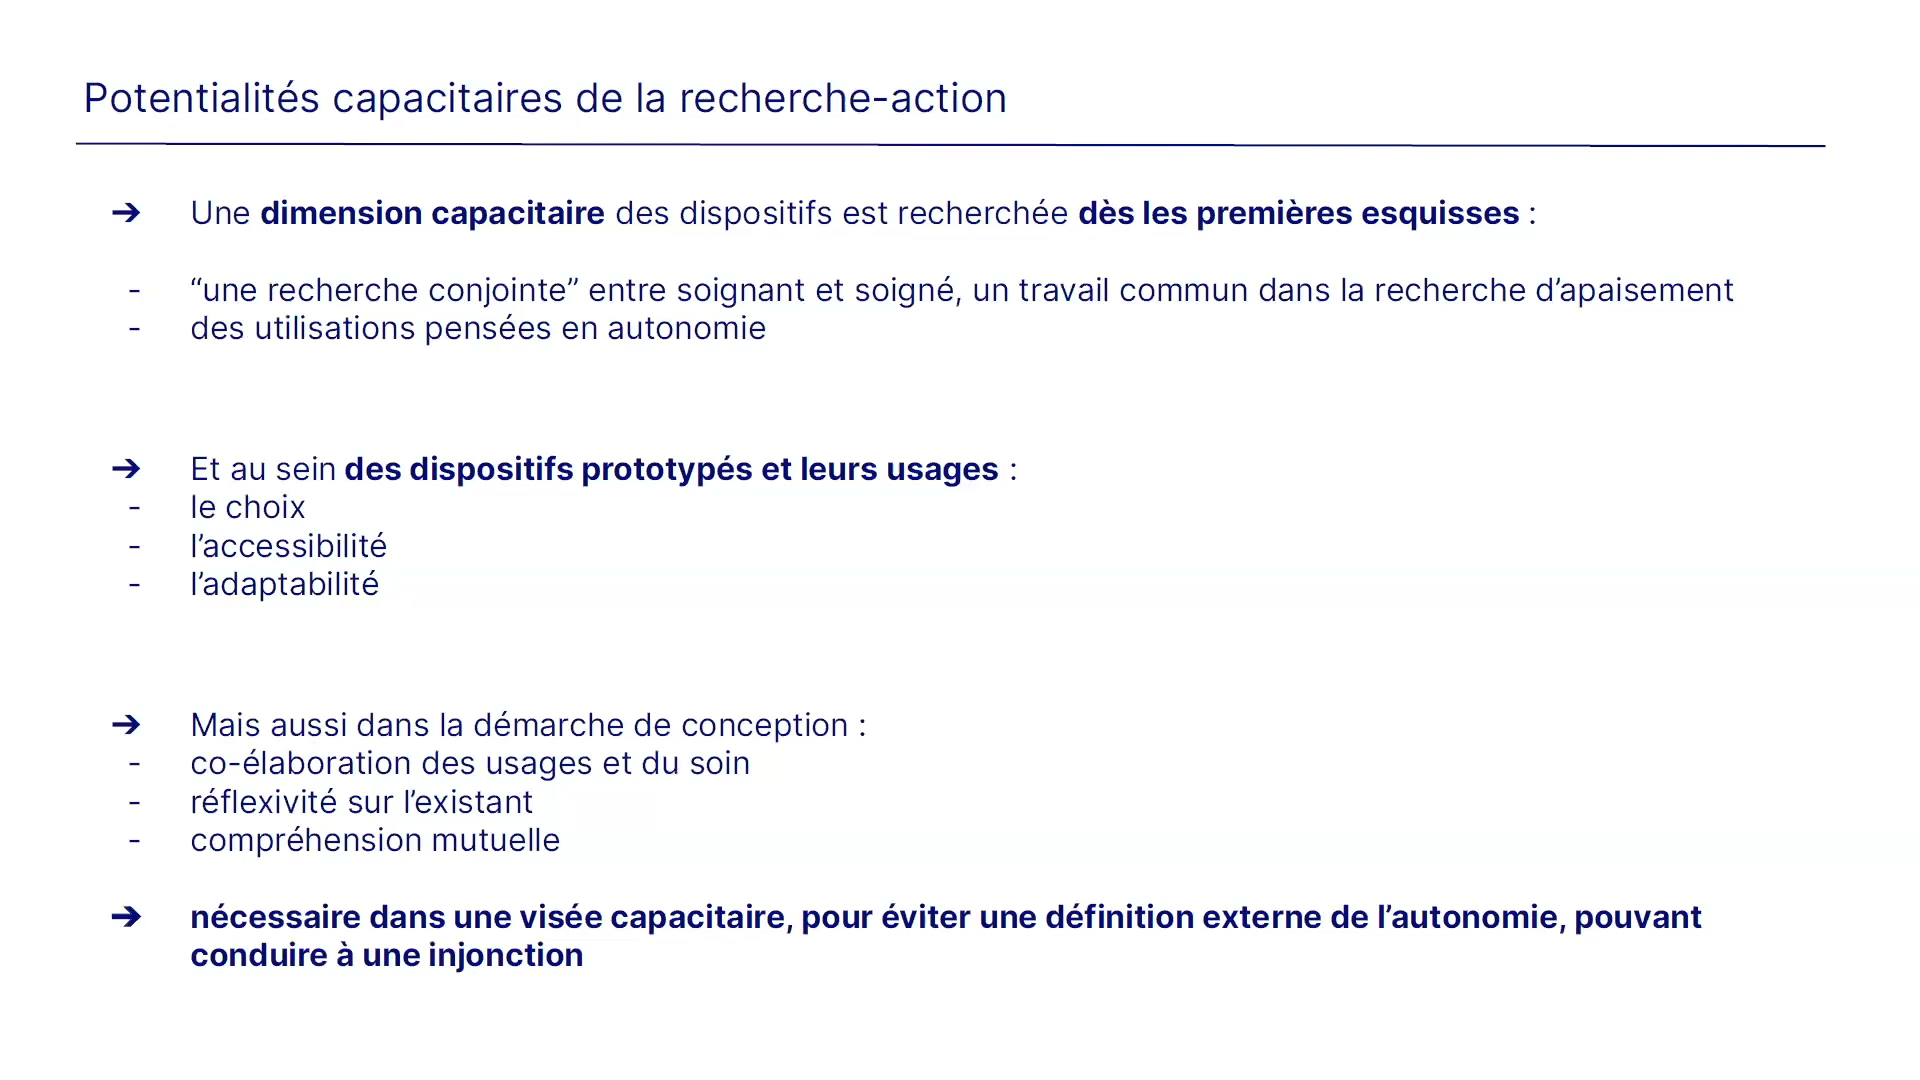 Potentialités capacitaires de la recherche-action
➔ Une dimension capacitaire des dispositifs est recherchée dès les premières esquisses :
- “une recherche conjointe” entre soignant et soigné, un travail commun dans la recherche d’apaisement
- des utilisations pensées en autonomie
➔ Et au sein des dispositifs prototypés et leurs usages :
- le choix
- l’accessibilité
- l’adaptabilité
➔ Mais aussi dans la démarche de conception :
- co-élaboration des usages et du soin
- réflexivité sur l’existant
- compréhension mutuelle
➔ nécessaire dans une visée capacitaire, pour éviter une définition externe de l’autonomie, pouvant
conduire à une injonction